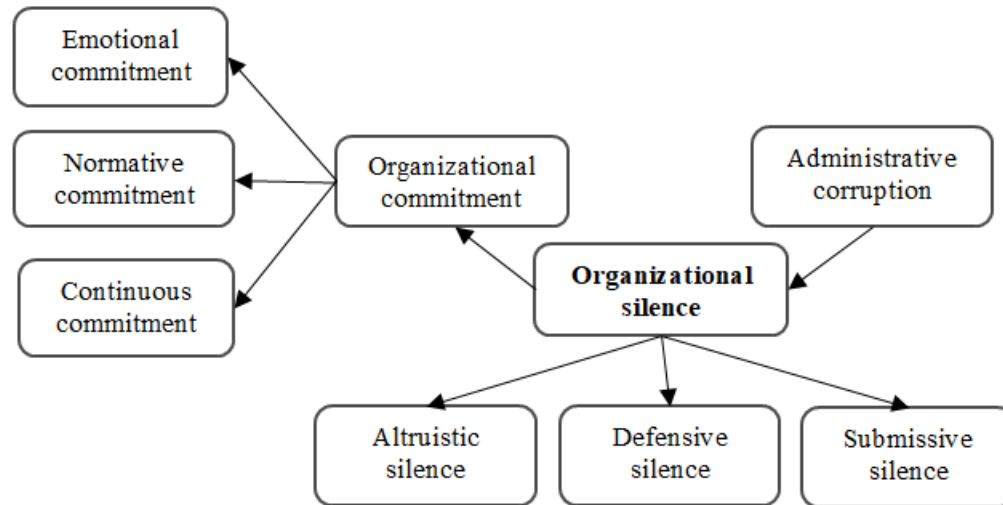 Emotional
commitment
Normative
commitment
Organizational
commitment
Administrative
corruption
Continuous
commitment
Organizational
silence
Altruistic
silence
Defensive
silence
Submissive
silence